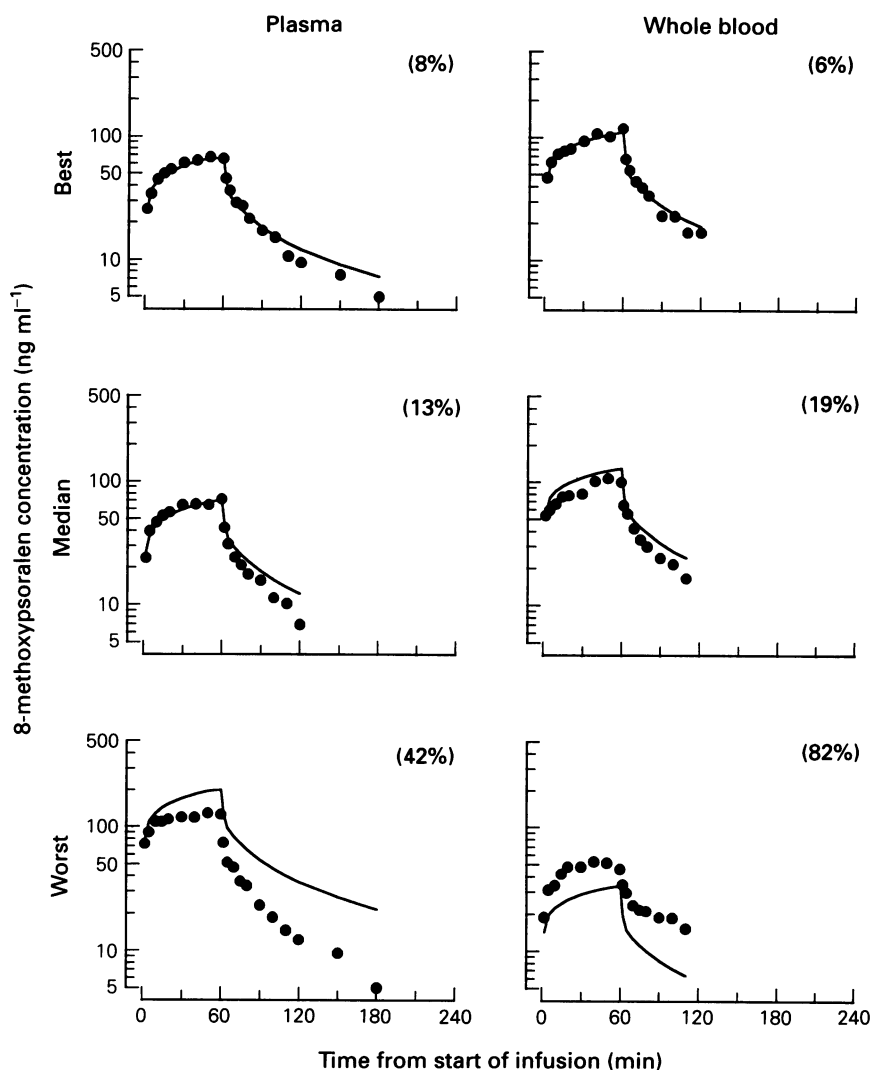 Plasma
Whole blood
8-methoxypsoralen concentration (ng ml⁻¹)
Best
500
100
50
10
5
(8%)
(6%)
Median
500
100
50
10
5
(13%)
(19%)
Worst
500
100
50
10
5
(42%)
(82%)
0 60 120 180 240
0 60 120 180 240
Time from start of infusion (min)